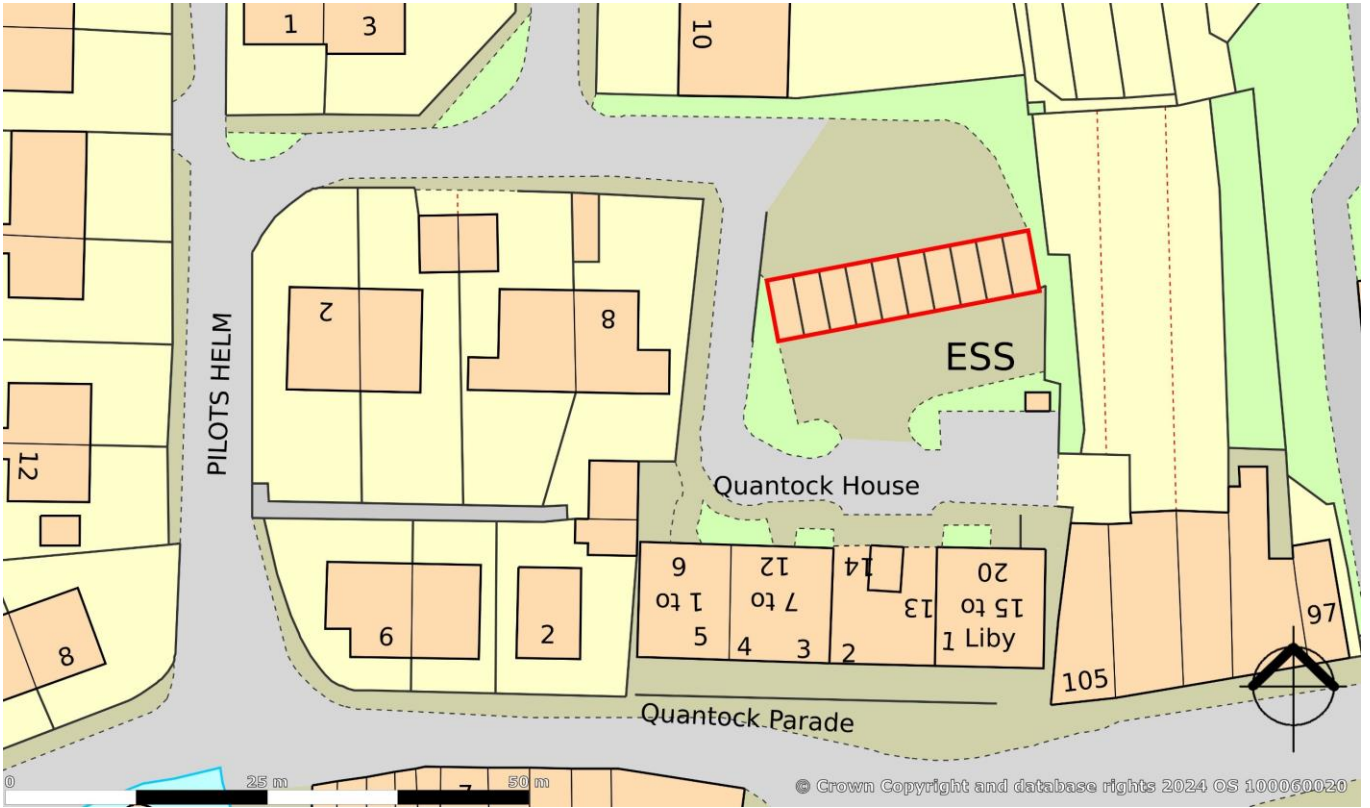 1
3
10
2
8
PILOTS HELM
ESS
12
Quantock House
6
1 to
12
7 to
14
20
15 to
13
5
4
3
2
1
Liby
6
2
8
97
105
Quantock Parade
0
25 m
50 m
7
© Crown Copyright and database rights 2024 OS 100060020